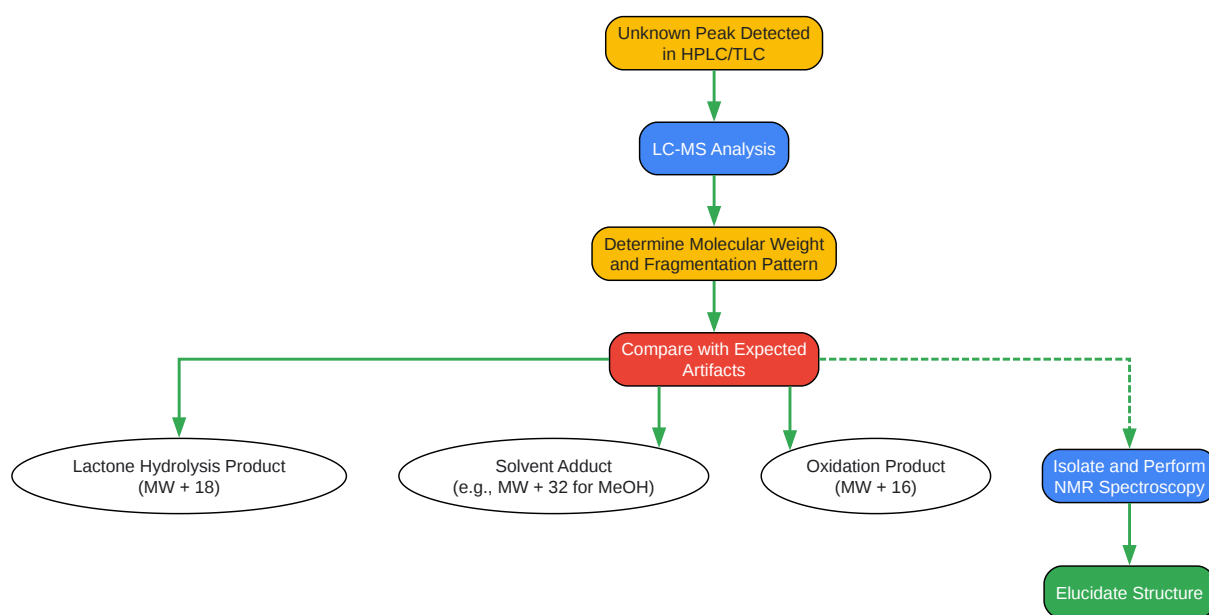 Unknown Peak Detected
in HPLC/TLC
LC-MS Analysis
Determine Molecular Weight
and Fragmentation Pattern
Compare with Expected
Artifacts
Lactone Hydrolysis Product
(MW + 18)
Solvent Adduct
(e.g., MW + 32 for MeOH)
Oxidation Product
(MW + 16)
Isolate and Perform
NMR Spectroscopy
Elucidate Structure